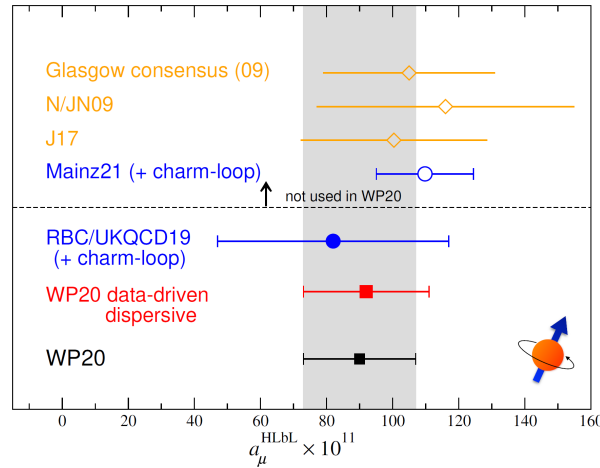 Glasgow consensus (09)
N/JN09
J17
Mainz21 (+ charm-loop)
not used in WP20
RBC/UKQCD19
(+ charm-loop)
WP20 data-driven
dispersive
WP20
0 20 40 60 80 100 120 140 160
a_μ^HLbL × 10^11